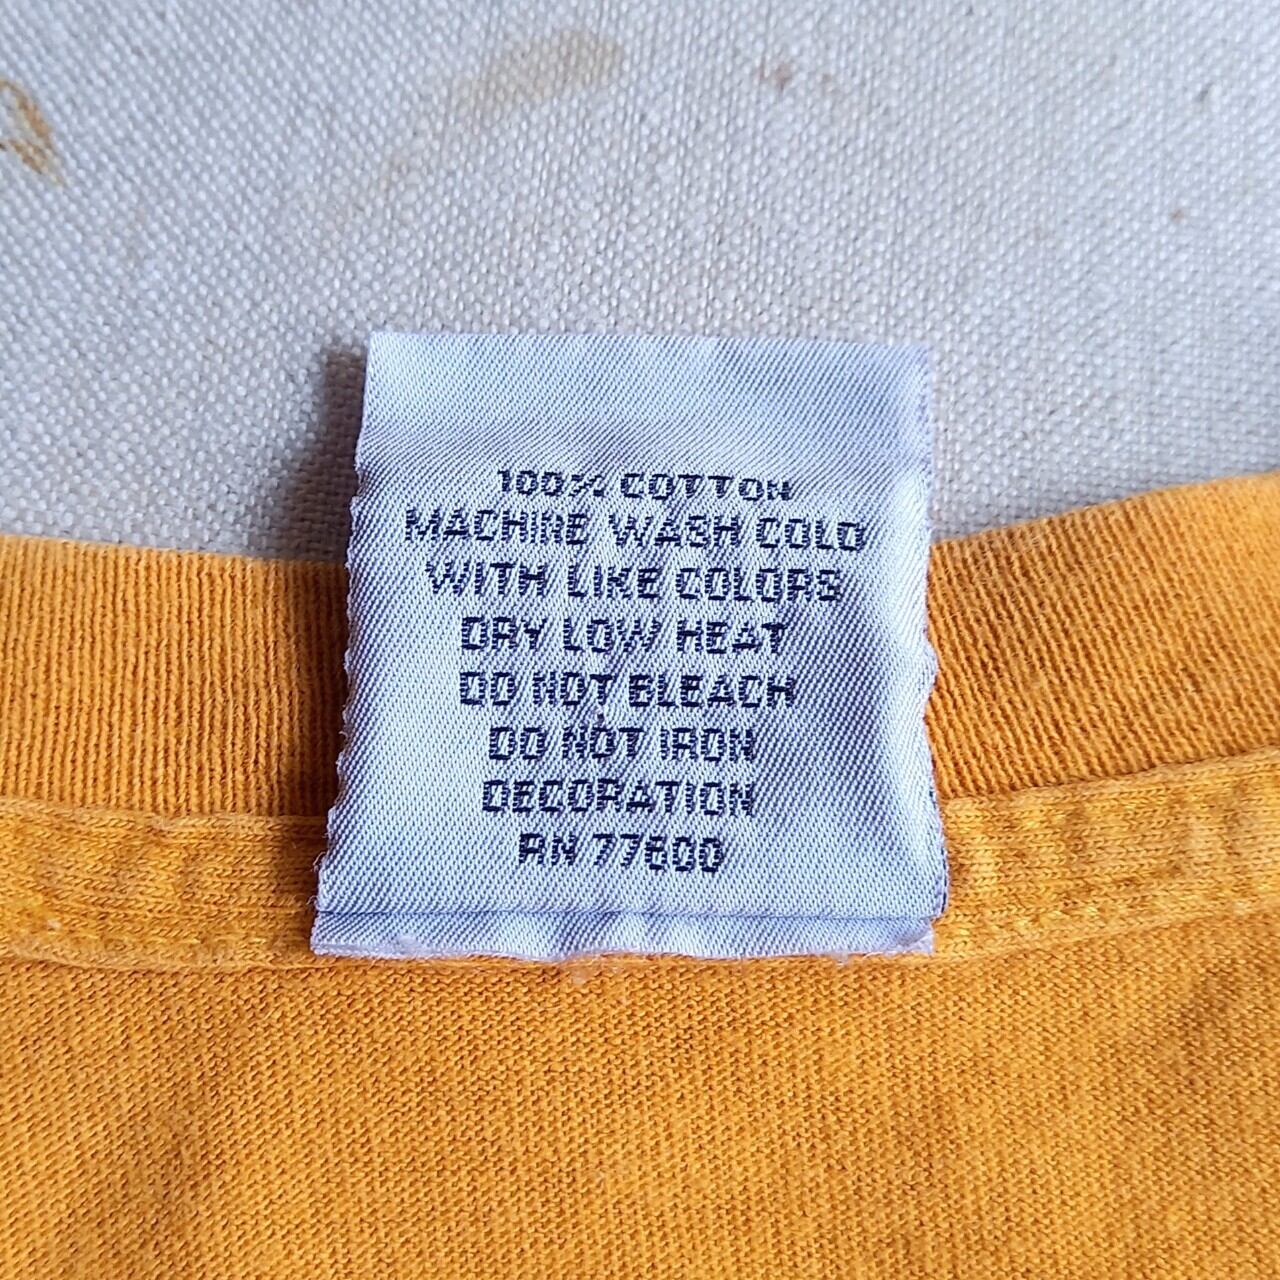 100% COTTON
MACHINE WASH COLD
WITH LIKE COLORS
DRY LOW HEAT
DO NOT BLEACH
DO NOT IRON
DECORATION
RN 77600